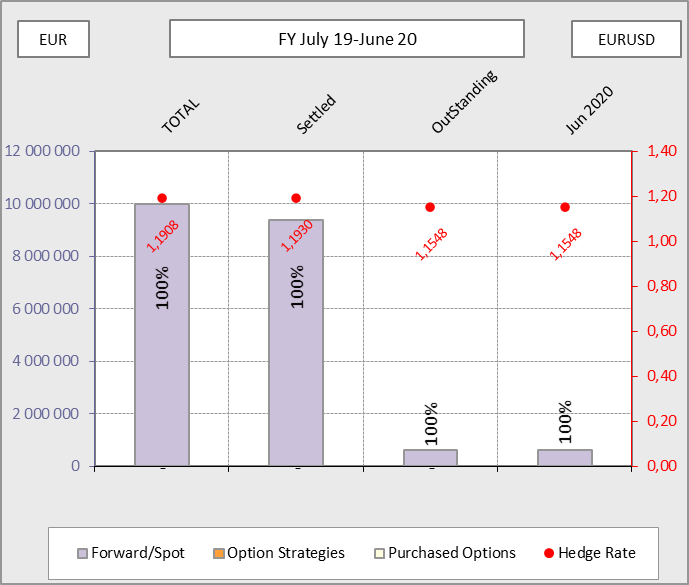 EUR FY July 19-June 20 EURUSD
TOTAL Settled OutStanding Jun 2020
12 000 000 1,40
10 000 000 1,20
8 000 000 1,00
6 000 000 0,80
0,60
4 000 000 0,40
2 000 000 0,20
0 0,00
1,1908 1,1930 1,1548 1,1548
100% 100% 100% 100%
Forward/Spot Option Strategies Purchased Options Hedge Rate